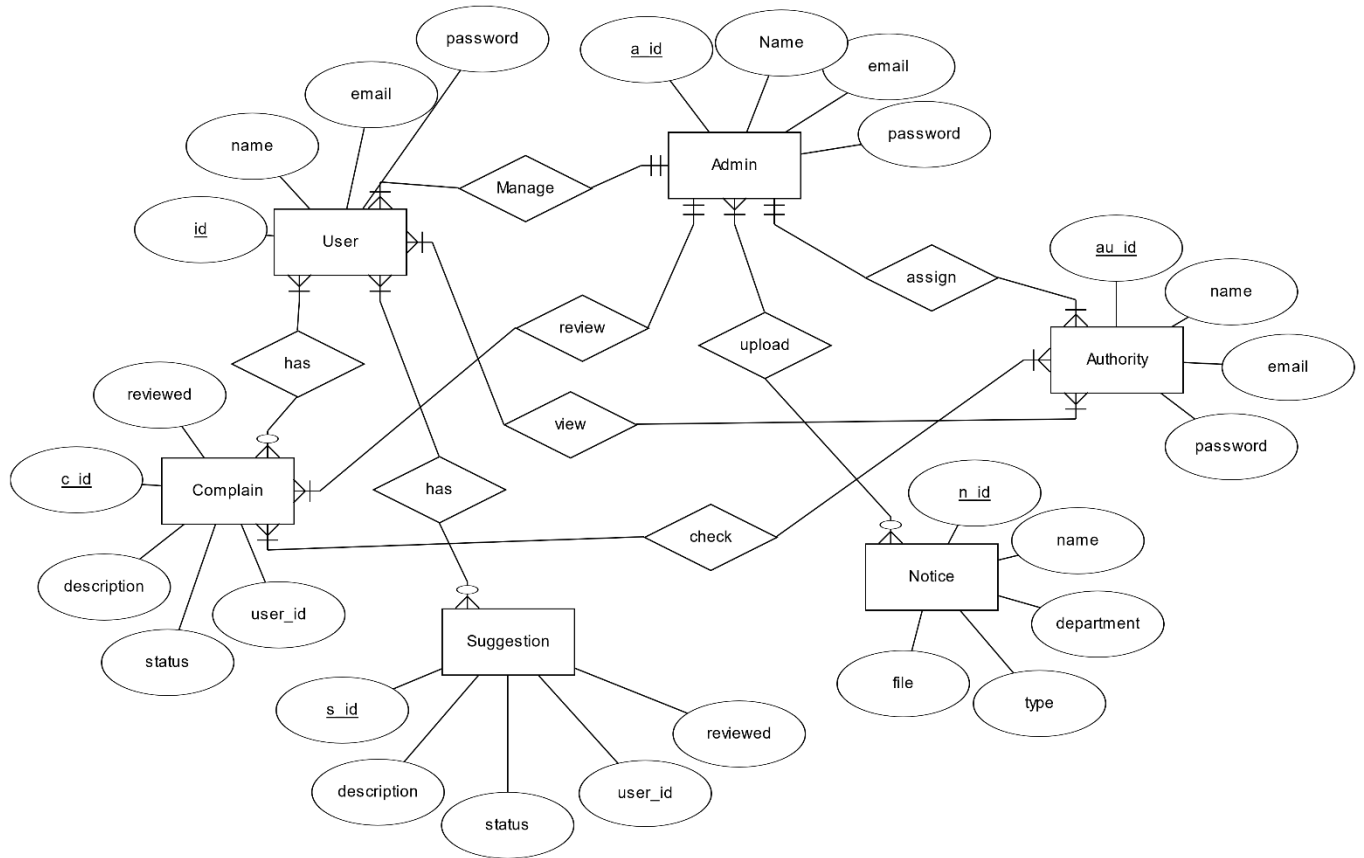 password
a_id
Name
email
email
password
name
Admin
Manage
id
User
au_id
assign
name
review
upload
has
Authority
email
reviewed
view
password
c_id
Complain
has
n_id
check
name
description
Notice
user_id
department
Suggestion
status
file
type
s_id
reviewed
description
user_id
status